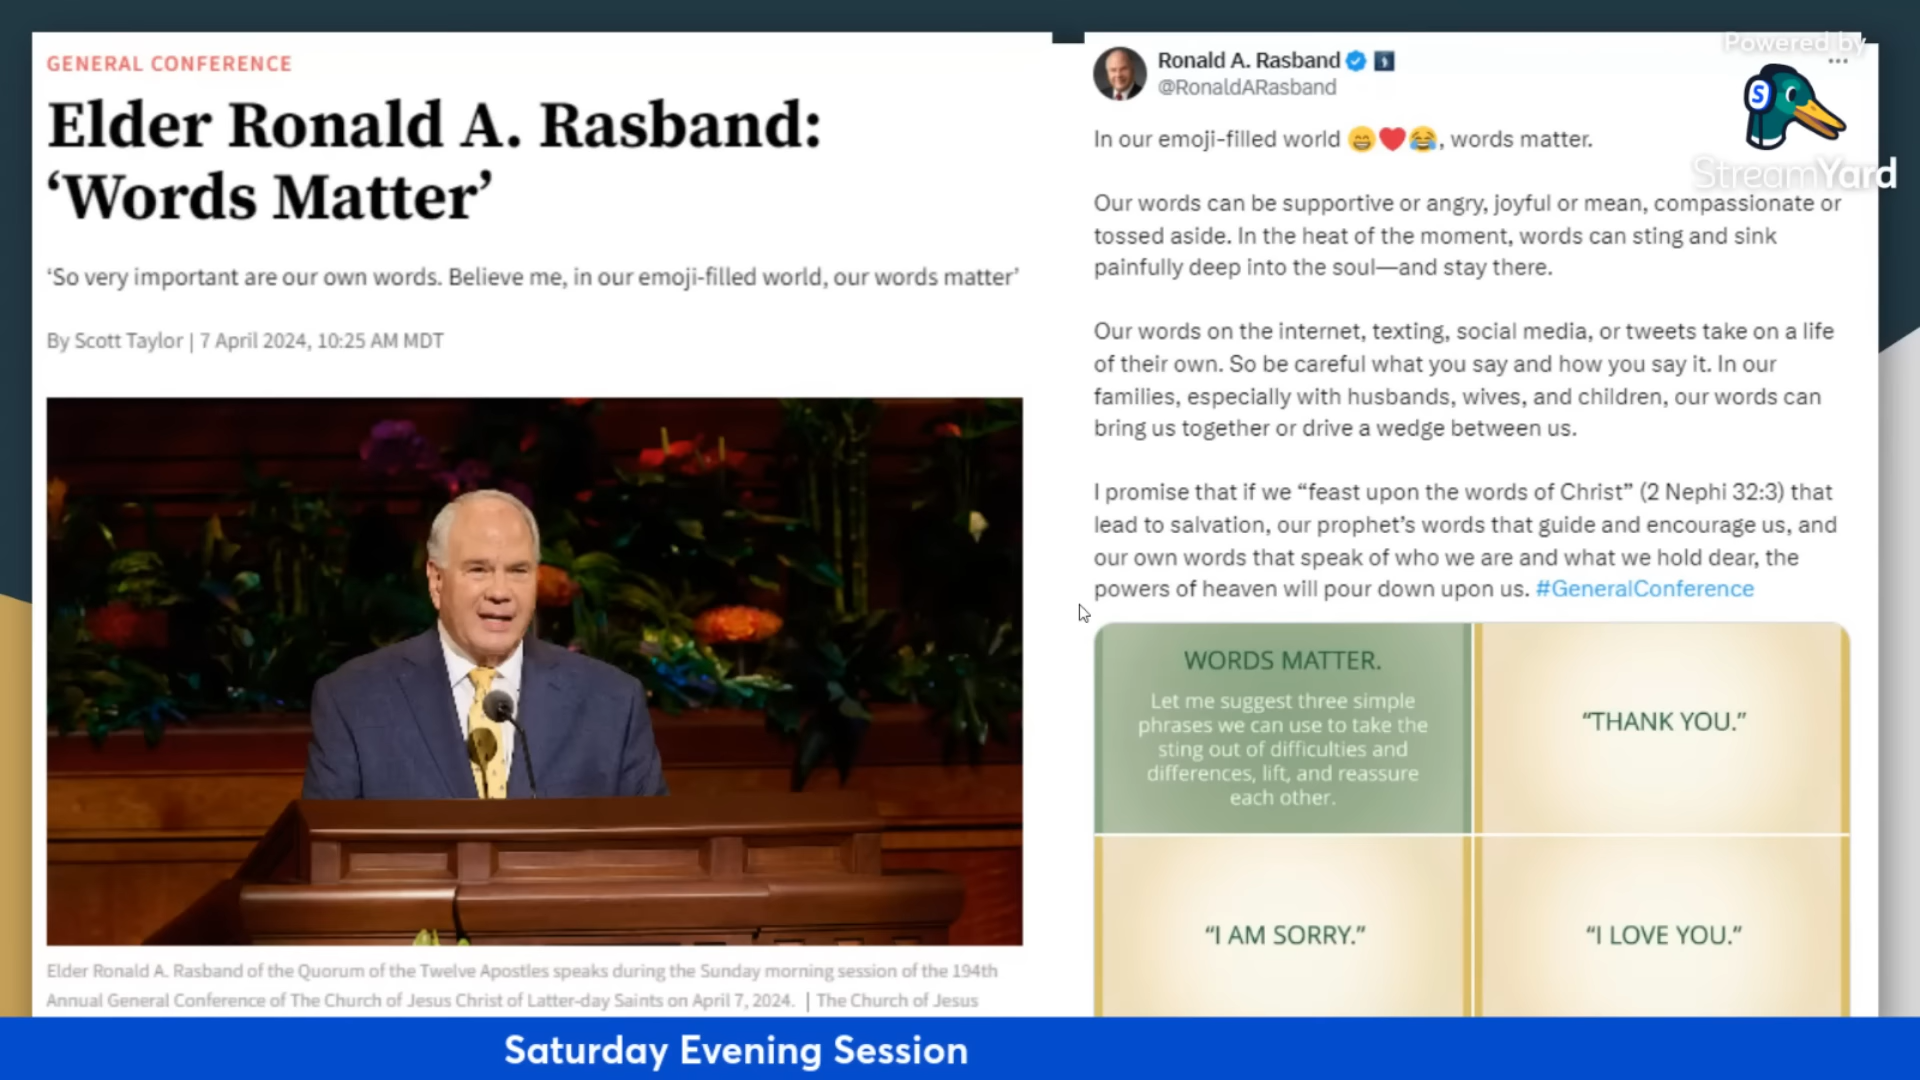 GENERAL CONFERENCE
Elder Ronald A. Rasband:
‘Words Matter’
‘So very important are our own words. Believe me, in our emoji-filled world, our words matter’
By Scott Taylor | 7 April 2024, 10:25 AM MDT
Elder Ronald A. Rasband of the Quorum of the Twelve Apostles speaks during the Sunday morning session of the 194th
Annual General Conference of The Church of Jesus Christ of Latter-day Saints on April 7, 2024. | The Church of Jesus
Ronald A. Rasband
@RonaldARasband
In our emoji-filled world 😄❤️😂, words matter.
Our words can be supportive or angry, joyful or mean, compassionate or
tossed aside. In the heat of the moment, words can sting and sink
painfully deep into the soul—and stay there.
Our words on the internet, texting, social media, or tweets take on a life
of their own. So be careful what you say and how you say it. In our
families, especially with husbands, wives, and children, our words can
bring us together or drive a wedge between us.
I promise that if we “feast upon the words of Christ” (2 Nephi 32:3) that
lead to salvation, our prophet’s words that guide and encourage us, and
our own words that speak of who we are and what we hold dear, the
powers of heaven will pour down upon us. #GeneralConference
WORDS MATTER.
Let me suggest three simple
phrases we can use to take the
sting out of difficulties and
differences, lift, and reassure
each other.
“THANK YOU.”
“I AM SORRY.”
“I LOVE YOU.”
Powered by
S
StreamYard
Saturday Evening Session